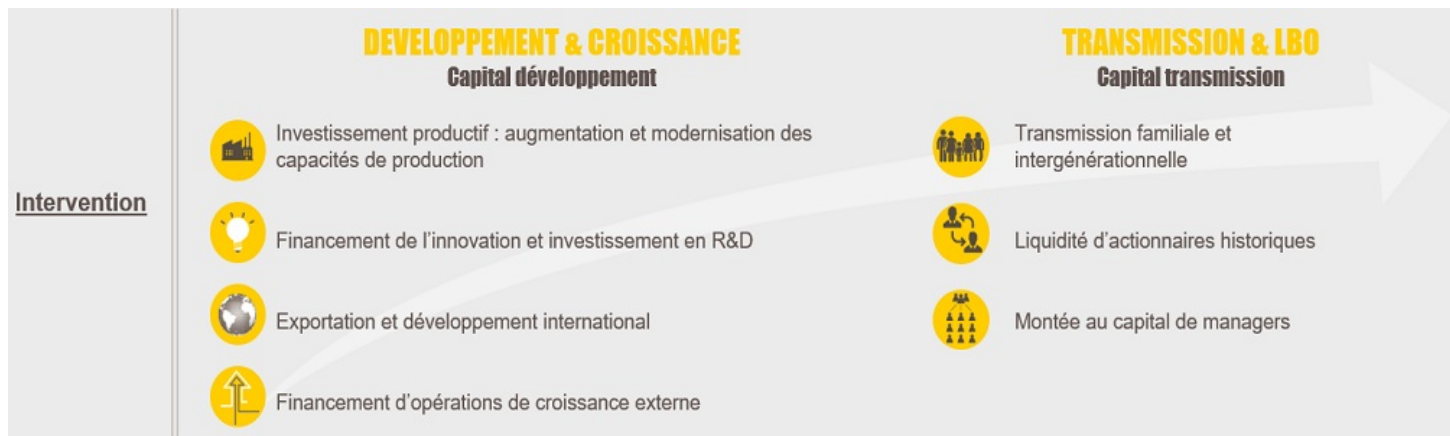 DEVELOPPEMENT & CROISSANCE
Capital développement
Investissement productif : augmentation et modernisation des
capacités de production
Financement de l’innovation et investissement en R&D
Exportation et développement international
Financement d’opérations de croissance externe
TRANSMISSION & LBO
Capital transmission
Transmission familiale et
intergénérationnelle
Liquidité d’actionnaires historiques
Montée au capital de managers
Intervention